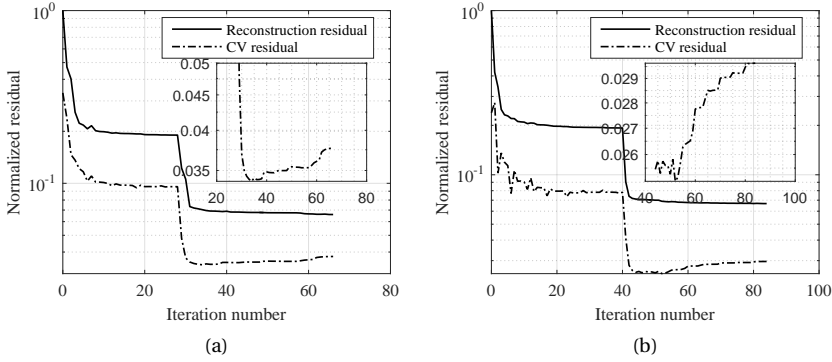 Reconstruction residual
CV residual
Normalized residual
10^0
10^-1
0.05
0.04
0.035
20 40 60 80
0 20 40 60 80
Iteration number
(a)
Reconstruction residual
CV residual
Normalized residual
10^0
10^-1
0.029
0.028
0.027
0.026
40 60 80 100
0 20 40 60 80 100
Iteration number
(b)